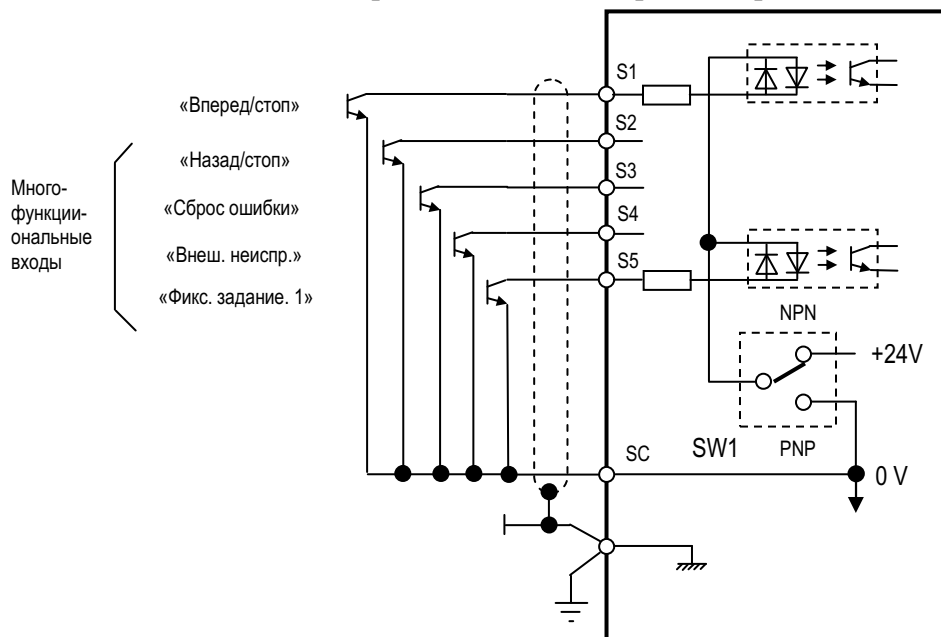 S1
«Вперед/стоп»
S2
«Назад/стоп»
S3
Много-
функци-
ональные
входы
«Сброс ошибки»
S4
«Внеш. неиспр.»
S5
«Фикс. задание. 1»
NPN
+24V
SC
SW1
PNP
0 V